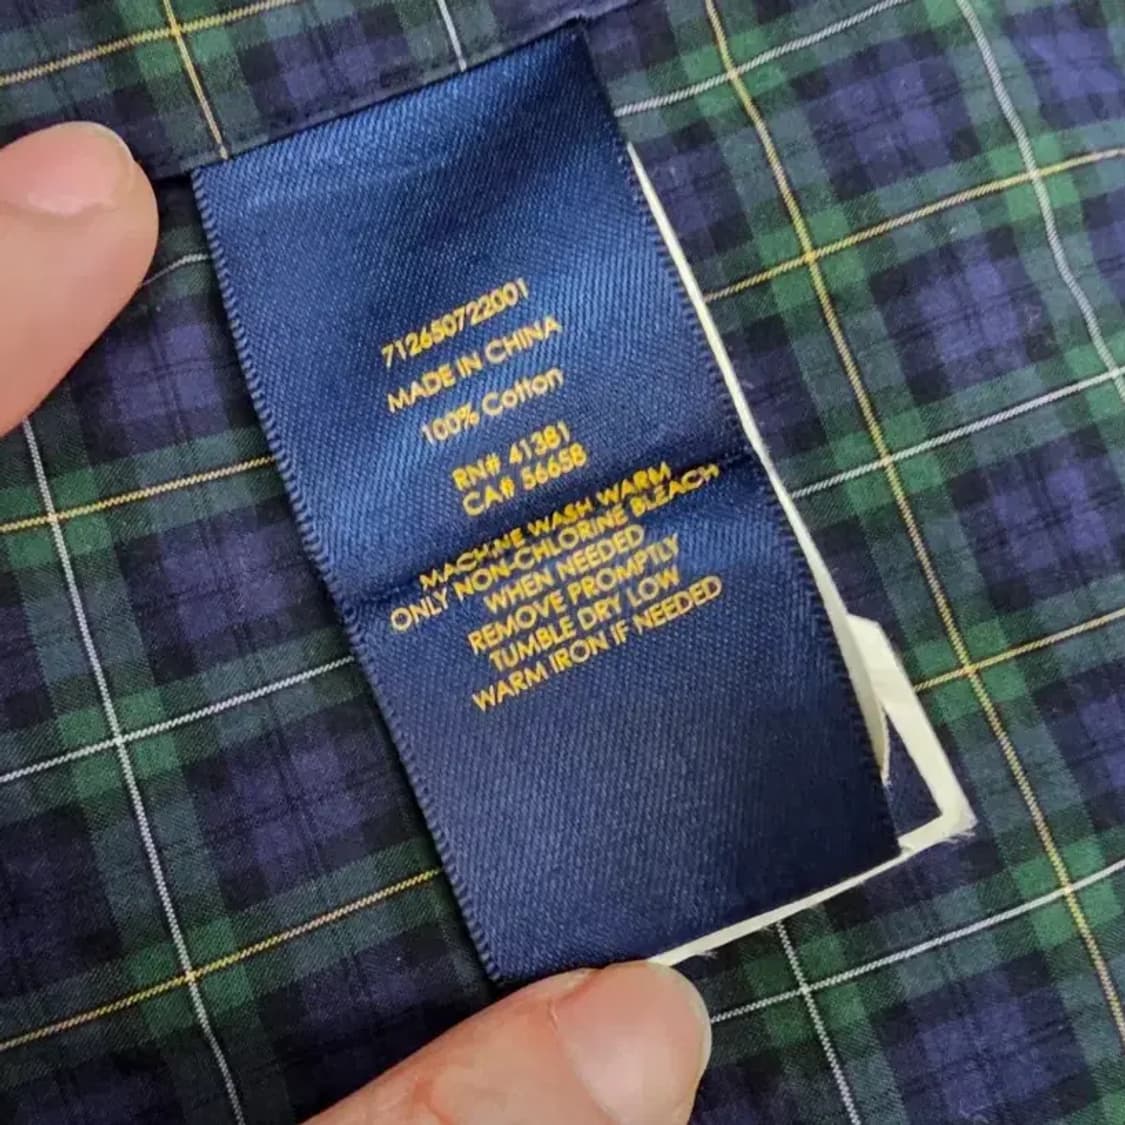 712650722001
MADE IN CHINA
100% Cotton
RN# 41381
CA# 56658
MACHINE WASH WARM
ONLY NON-CHLORINE BLEACH
WHEN NEEDED
REMOVE PROMPTLY
TUMBLE DRY LOW
WARM IRON IF NEEDED